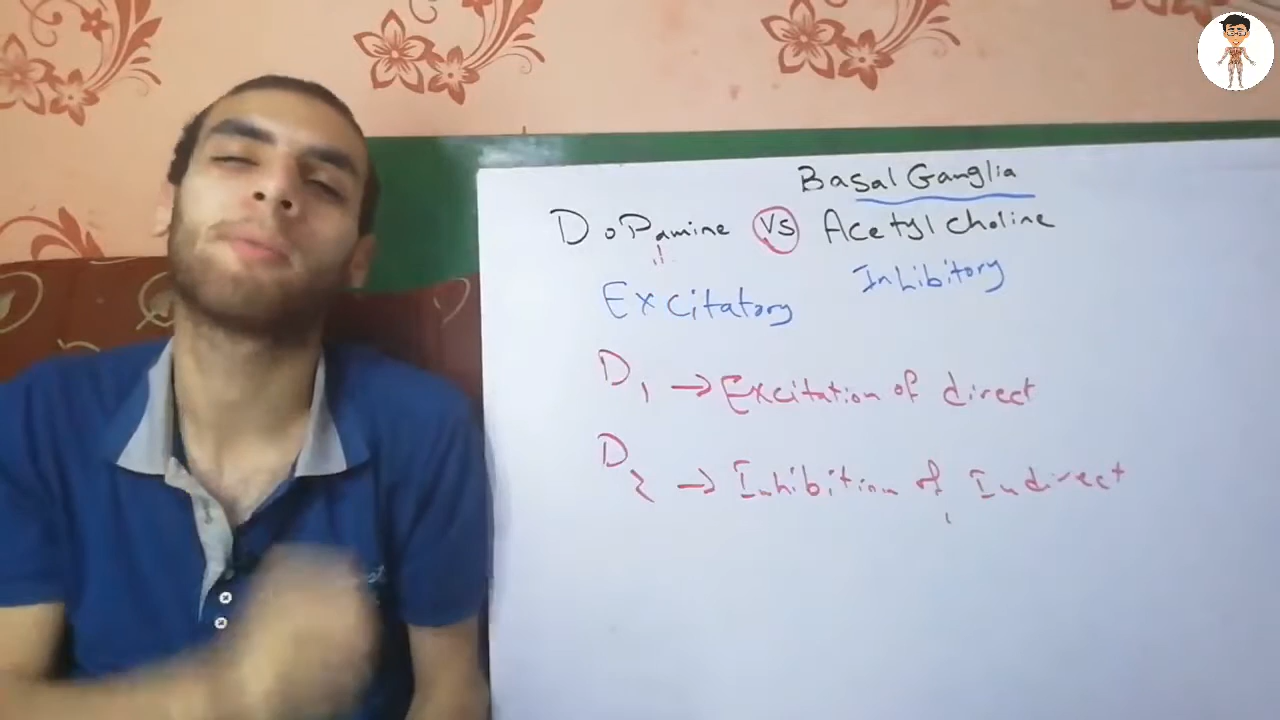 Basal Ganglia
Dopamine VS Acetylcholine
Excitatory Inhibitory
D1 → Excitation of direct
D2 → Inhibition of Indirect